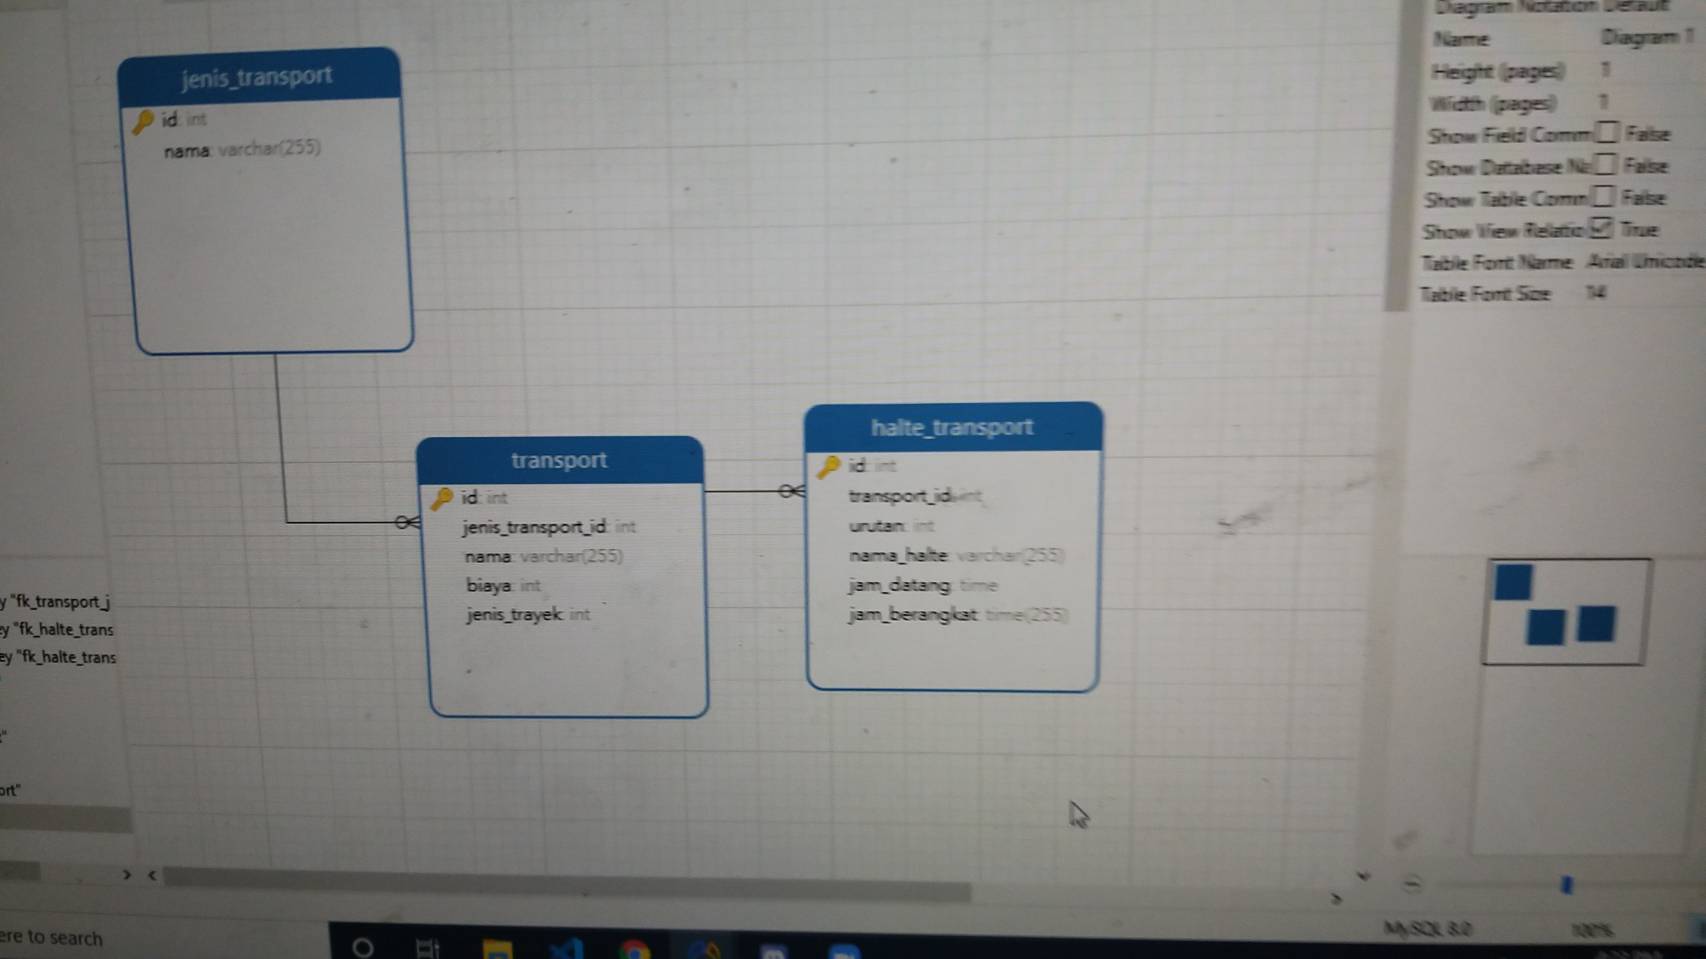 jenis_transport
id: int
nama: varchar(255)
transport
id: int
jenis_transport_id: int
nama: varchar(255)
biaya: int
jenis_trayek: int
halte_transport
id: int
transport_id: int
urutan: int
nama_halte: varchar(255)
jam_datang: time
jam_berangkat: time(255)
Diagram Notation Default
Name Diagram 1
Height (pages) 1
Width (pages) 1
Show Field Comm False
Show Database Na False
Show Table Comm False
Show View Relatio True
Table Font Name Arial Unicode
Table Font Size 14
y "fk_transport_j
ey "fk_halte_trans
ey "fk_halte_trans
ort"
MySQL 8.0 100%
ere to search